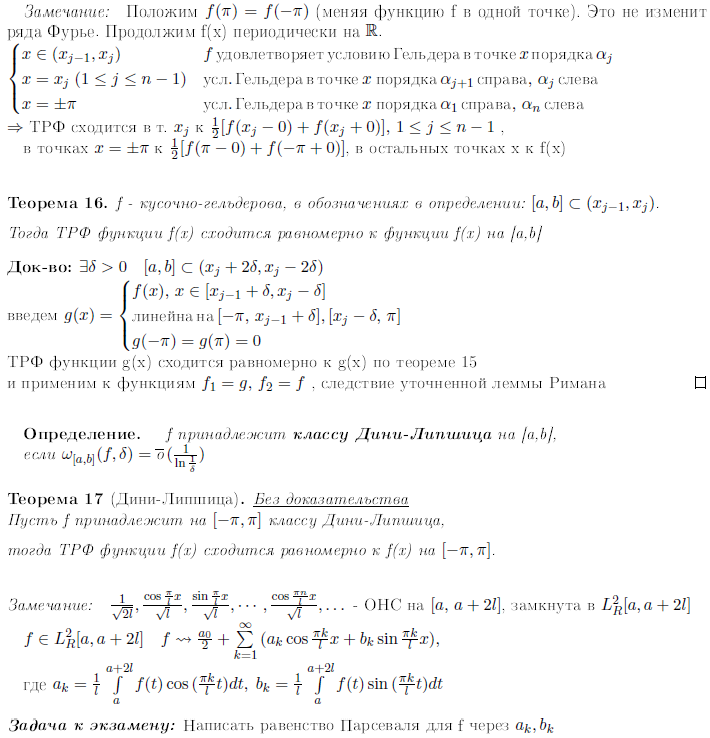 Замечание: Положим f(π) = f(−π) (меняя функцию f в одной точке). Это не изменит
ряда Фурье. Продолжим f(x) периодически на ℝ.
x ∈ (x_{j−1}, x_j) f удовлетворяет условию Гельдера в точке x порядка α_j
x = x_j (1 ≤ j ≤ n − 1) усл. Гельдера в точке x порядка α_{j+1} справа, α_j слева
x = ±π усл. Гельдера в точке x порядка α_1 справа, α_n слева
⇒ ТРФ сходится в т. x_j к 1/2[f(x_j − 0) + f(x_j + 0)], 1 ≤ j ≤ n − 1 ,
в точках x = ±π к 1/2[f(π − 0) + f(−π + 0)], в остальных точках x к f(x)
Теорема 16. f - кусочно-гельдерова, в обозначениях в определении: [a, b] ⊂ (x_{j−1}, x_j).
Тогда ТРФ функции f(x) сходится равномерно к функции f(x) на [a,b]
Док-во: ∃δ > 0 [a, b] ⊂ (x_j + 2δ, x_j − 2δ)
введем g(x) = { f(x), x ∈ [x_{j−1} + δ, x_j − δ]
линейна на [−π, x_{j−1} + δ], [x_j − δ, π]
g(−π) = g(π) = 0
ТРФ функции g(x) сходится равномерно к g(x) по теореме 15
и применим к функциям f_1 = g, f_2 = f , следствие уточненной леммы Римана □
Определение. f принадлежит классу Дини-Липшица на [a,b],
если ω_{[a,b]}(f, δ) = o̅(1/ln(1/δ))
Теорема 17 (Дини-Липшица). Без доказательства
Пусть f принадлежит на [−π, π] классу Дини-Липшица,
тогда ТРФ функции f(x) сходится равномерно к f(x) на [−π, π].
Замечание: 1/√(2l), cos(π/l)x/√l, sin(π/l)x/√l, ⋯ , cos(πn/l)x/√l, … - ОНС на [a, a + 2l], замкнута в L²_R[a, a + 2l]
f ∈ L²_R[a, a + 2l] f ⇝ a_0/2 + ∑_{k=1}^{∞} (a_k cos (πk/l)x + b_k sin (πk/l)x),
где a_k = 1/l ∫_a^{a+2l} f(t) cos (πk/l t)dt, b_k = 1/l ∫_a^{a+2l} f(t) sin (πk/l t)dt
Задача к экзамену: Написать равенство Парсеваля для f через a_k, b_k